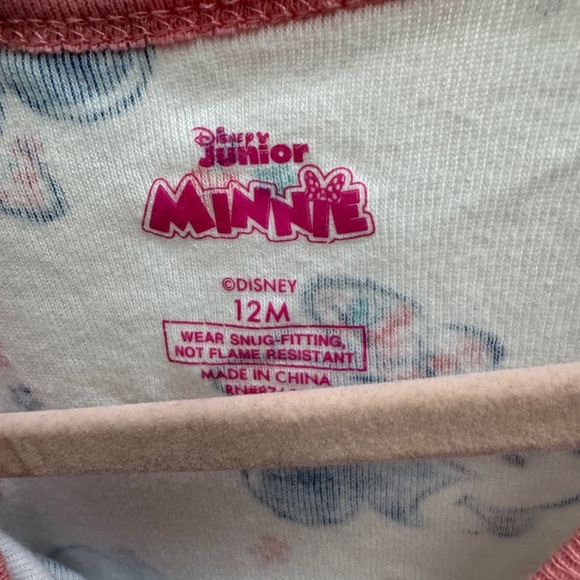 Disney
Junior
MINNIE
©DISNEY
12M
WEAR SNUG-FITTING,
NOT FLAME RESISTANT
MADE IN CHINA